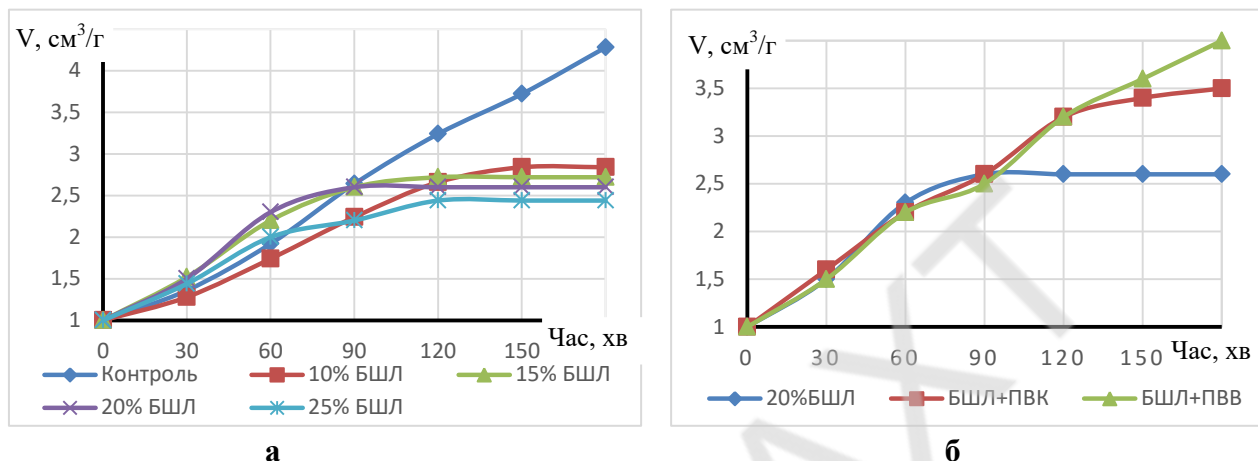 V, см³/г
4
3,5
3
2,5
2
1,5
1
0 30 60 90 120 150 Час, хв
Контроль 10% БШЛ 15% БШЛ
20% БШЛ 25% БШЛ
а
V, см³/г
3,5
3
2,5
2
1,5
1
0 30 60 90 120 150 Час, хв
20%БШЛ БШЛ+ПВК БШЛ+ПВВ
б